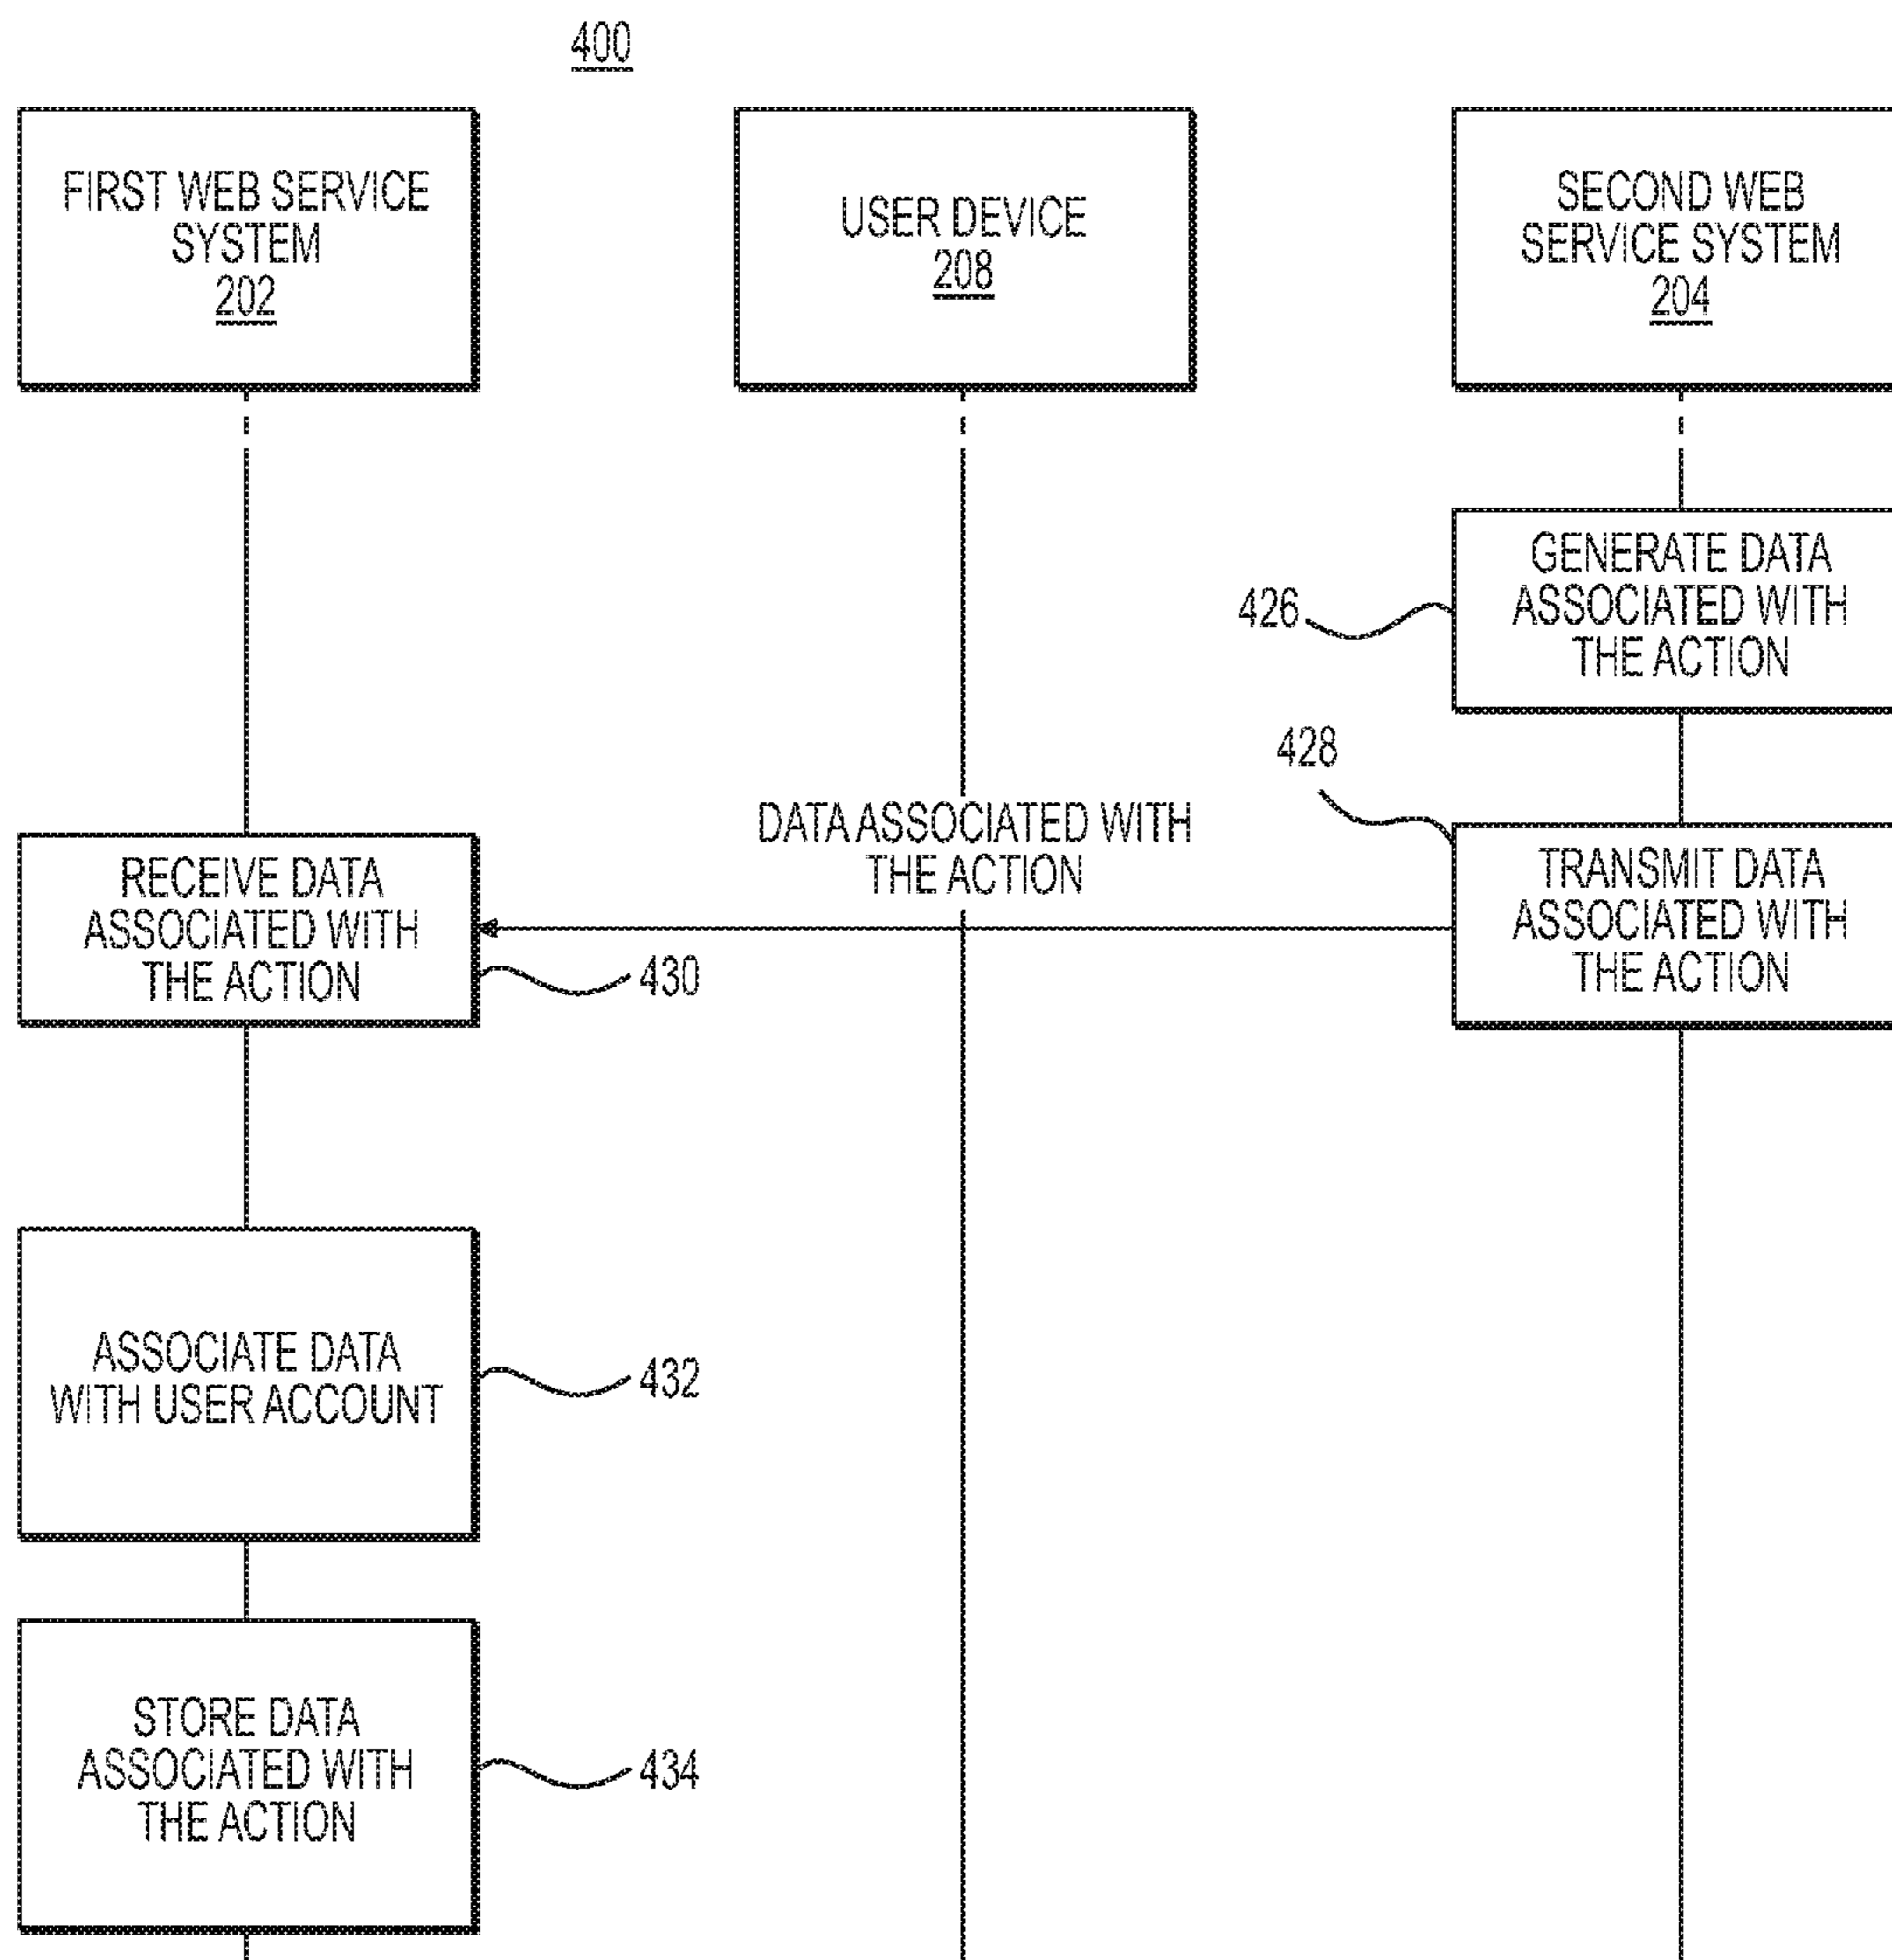 400
FIRST WEB SERVICE
SYSTEM
202
USER DEVICE
208
SECOND WEB
SERVICE SYSTEM
204
GENERATE DATA
ASSOCIATED WITH
THE ACTION
426
428
DATA ASSOCIATED WITH
THE ACTION
TRANSMIT DATA
ASSOCIATED WITH
THE ACTION
RECEIVE DATA
ASSOCIATED WITH
THE ACTION
430
ASSOCIATE DATA
WITH USER ACCOUNT
432
STORE DATA
ASSOCIATED WITH
THE ACTION
434